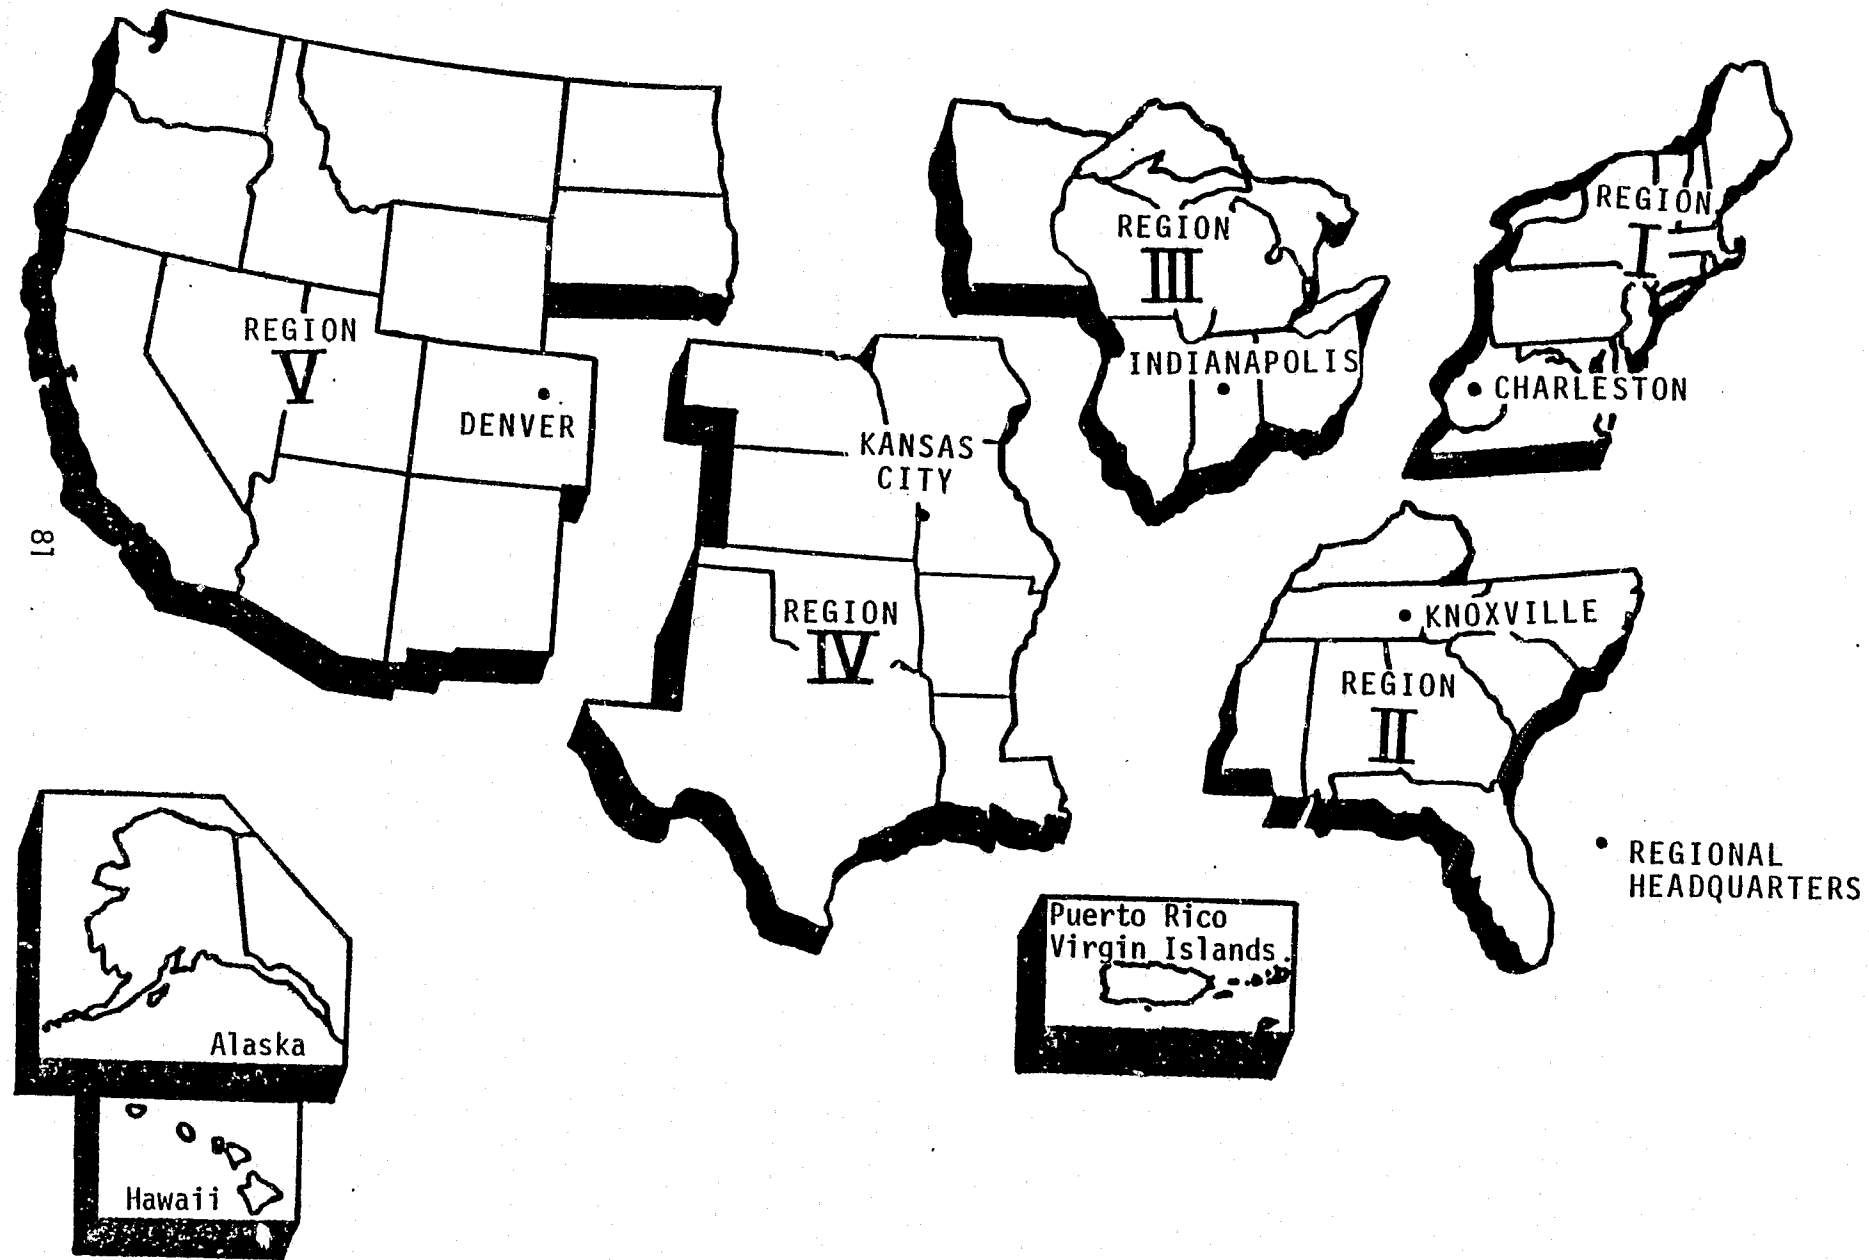 REGION
V
DENVER
81
KANSAS
CITY
REGION
IV
REGION
III
INDIANAPOLIS
REGION
I
CHARLESTON
KNOXVILLE
REGION
II
REGIONAL
HEADQUARTERS
Puerto Rico
Virgin Islands
Alaska
Hawaii